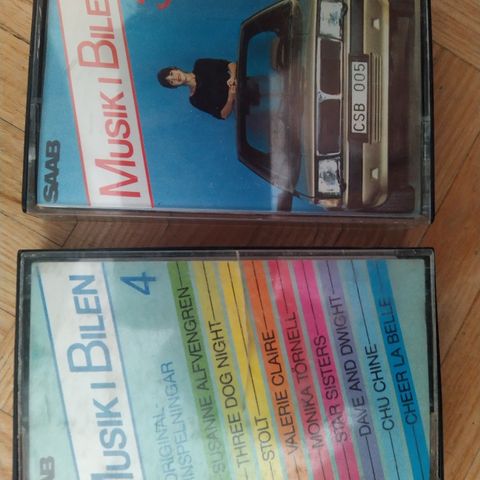 SAAB
MUSIK I BILEN
CSB 005
MUSIK I BILEN
4
ORIGINAL
INSPELNINGAR
SUSANNE ALFVENGREN
THREE DOG NIGHT
STOLT
VALERIE CLAIRE
MONIKA TÖRNELL
STAR SISTERS
DAVE AND DWIGHT
CHU CHINE
CHEER LA BELLE